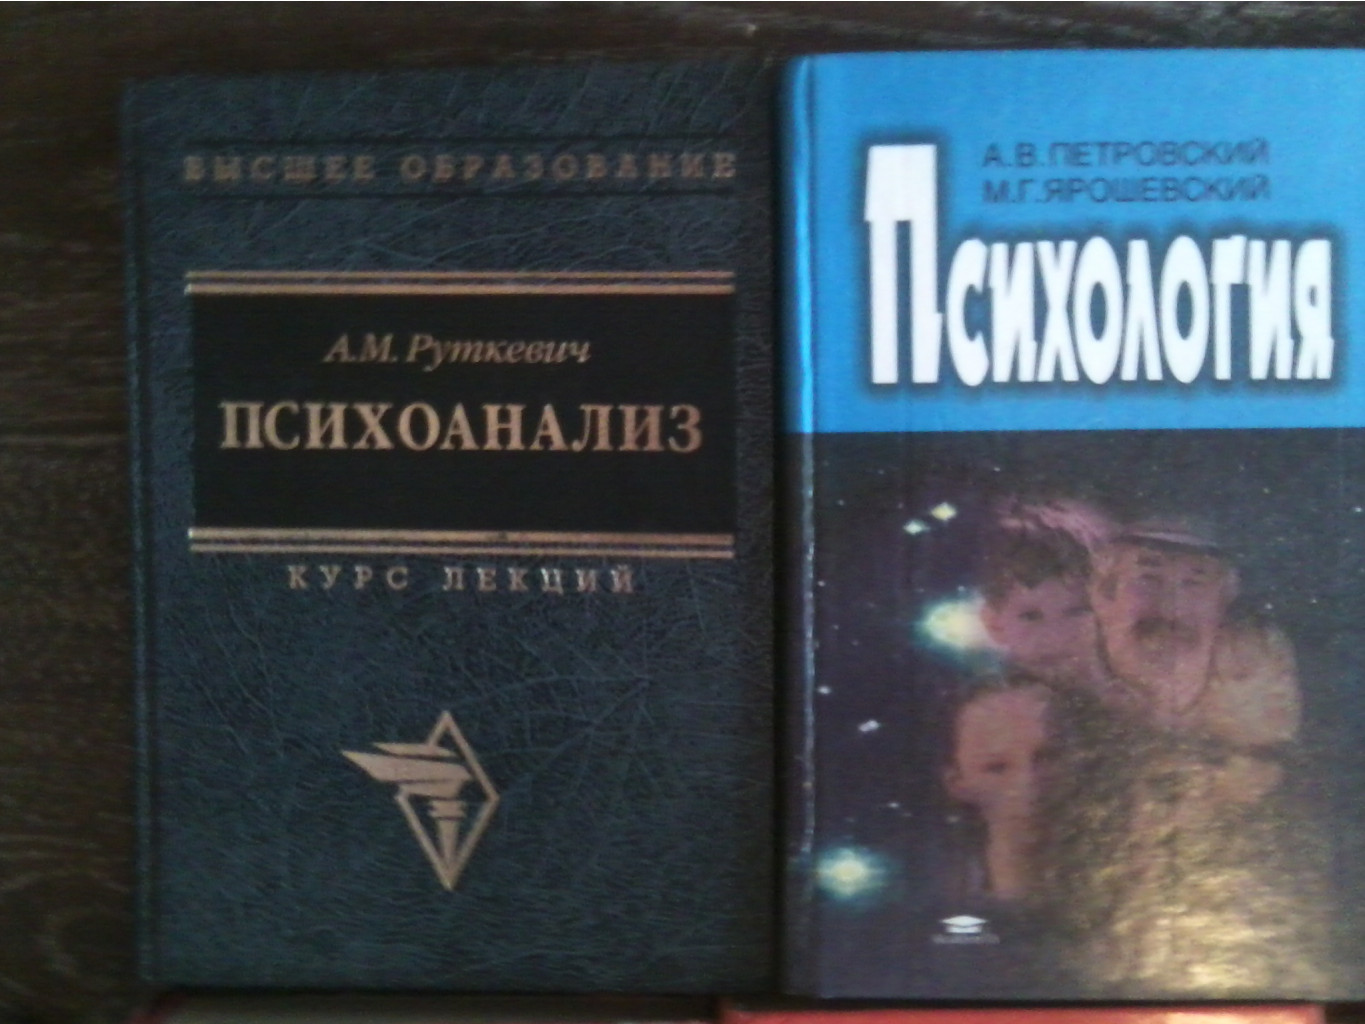 ВЫСШЕЕ ОБРАЗОВАНИЕ
А.М. Руткевич
ПСИХОАНАЛИЗ
КУРС ЛЕКЦИЙ
А.В.ПЕТРОВСКИЙ
М.Г.ЯРОШЕВСКИЙ
Психология